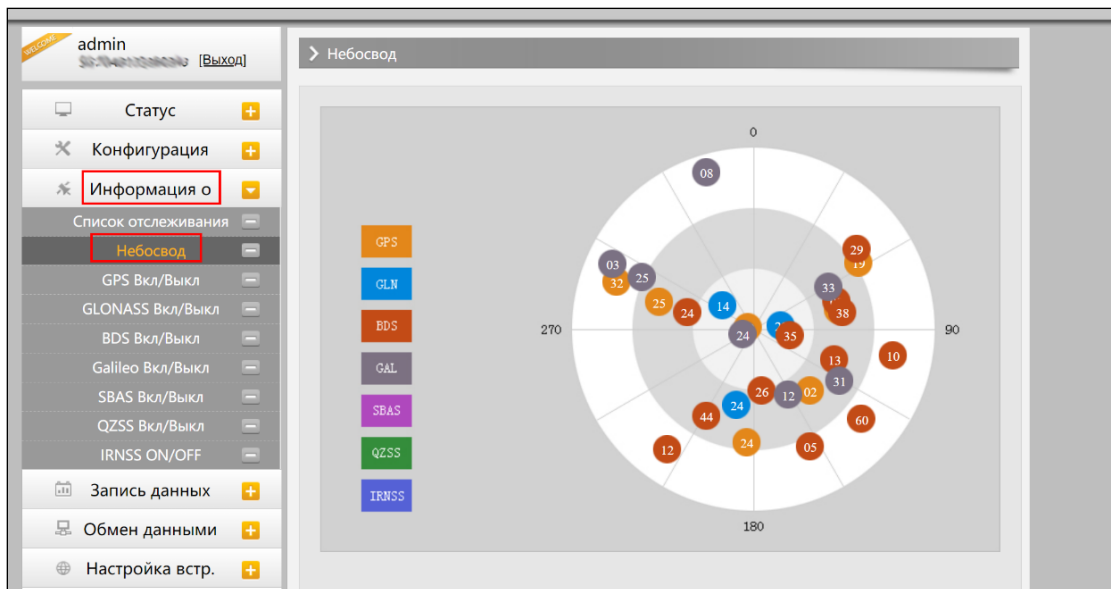 WELCOME
admin
[Выход]
Небосвод
Статус
Конфигурация
Информация о
Список отслеживания
Небосвод
GPS Вкл/Выкл
GLONASS Вкл/Выкл
BDS Вкл/Выкл
Galileo Вкл/Выкл
SBAS Вкл/Выкл
QZSS Вкл/Выкл
IRNSS ON/OFF
Запись данных
Обмен данными
Настройка встр.
GPS
GLN
BDS
GAL
SBAS
QZSS
IRNSS
0
08
29
19
03
25
32
33
25
14
24
38
270
90
24
35
13
10
31
26
12
02
24
44
60
12
24
05
180